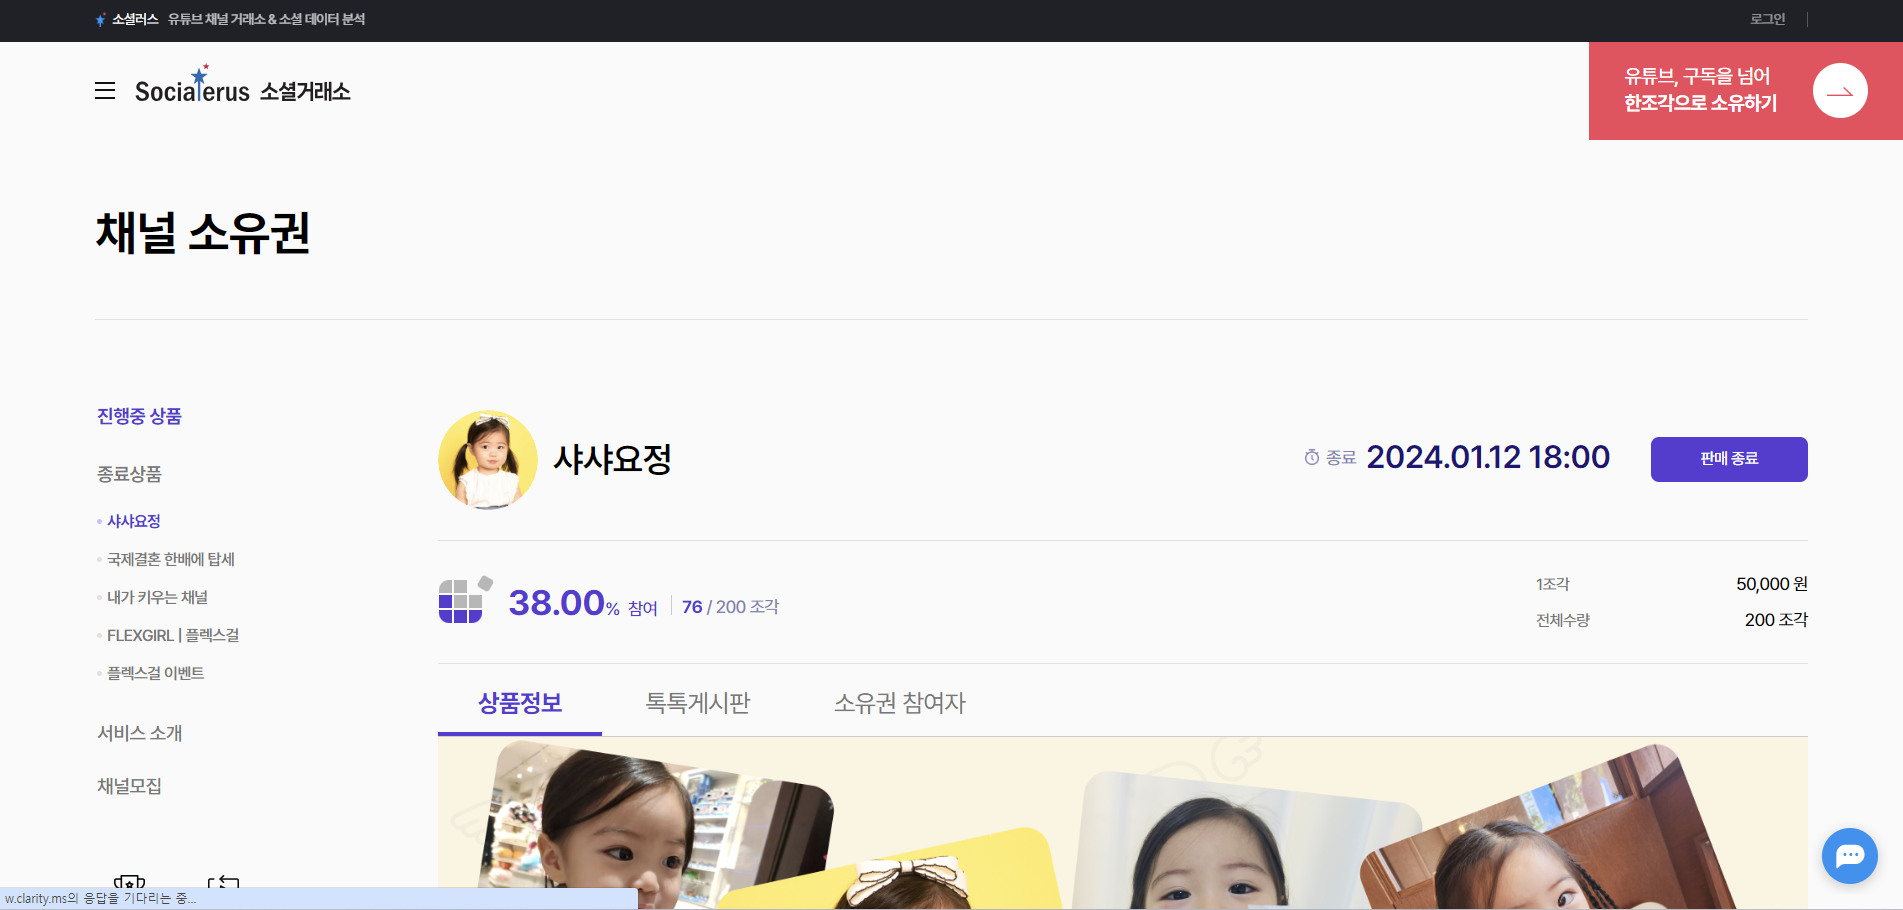 소셜러스 유튜브 채널 거래소 & 소셜 데이터 분석
로그인
Socialerus 소셜거래소
유튜브, 구독을 넘어
한조각으로 소유하기
채널 소유권
진행중 상품
종료상품
샤샤요정
국제결혼 한배에 탑세
내가 키우는 채널
FLEXGIRL | 플렉스걸
플렉스걸 이벤트
서비스 소개
채널모집
샤샤요정
종료 2024.01.12 18:00
판매 종료
38.00% 참여 76 / 200 조각
1조각 50,000 원
전체수량 200 조각
상품정보 톡톡게시판 소유권 참여자
w.clarity.ms의 응답을 기다리는 중...